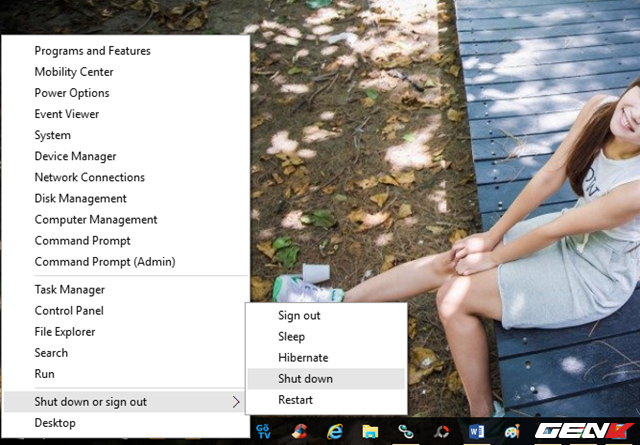 Programs and Features
Mobility Center
Power Options
Event Viewer
System
Device Manager
Network Connections
Disk Management
Computer Management
Command Prompt
Command Prompt (Admin)
Task Manager
Control Panel
File Explorer
Search
Run
Shut down or sign out
Desktop
Sign out
Sleep
Hibernate
Shut down
Restart
Gõ
TV
GENK